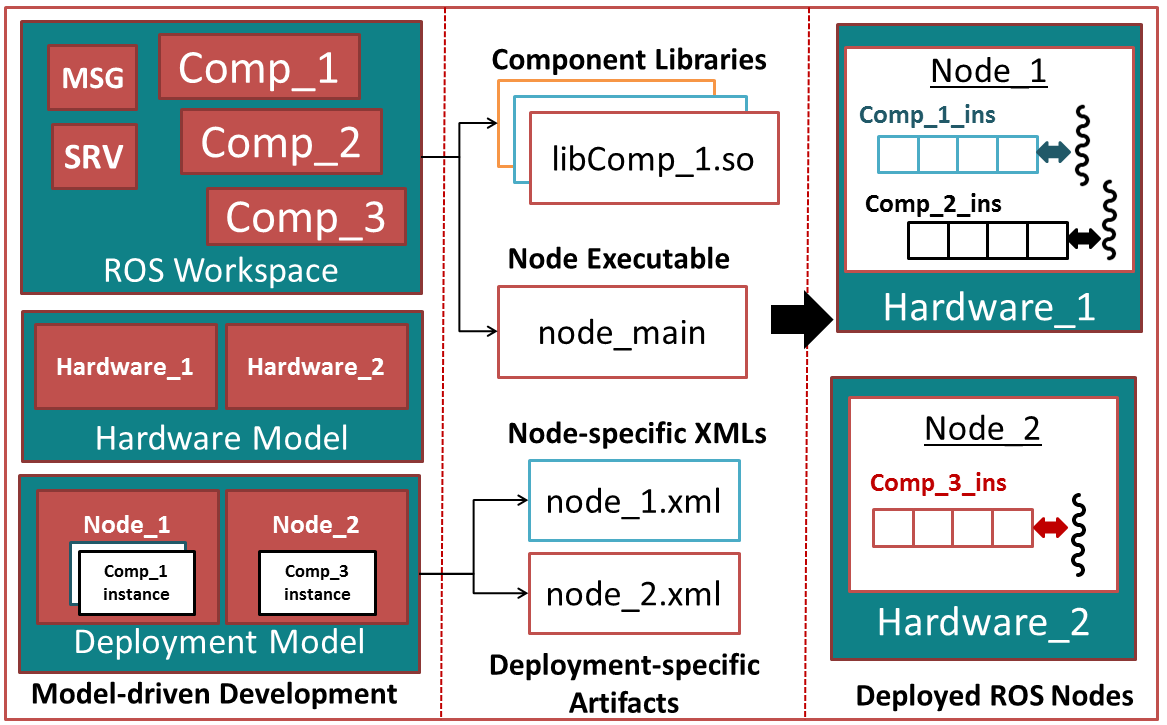 MSG
Comp_1
SRV
Comp_2
Comp_3
ROS Workspace
Hardware_1
Hardware_2
Hardware Model
Node_1
Comp_1
instance
Node_2
Comp_3
instance
Deployment Model
Model-driven Development
Component Libraries
libComp_1.so
Node Executable
node_main
Node-specific XMLs
node_1.xml
node_2.xml
Deployment-specific
Artifacts
Node_1
Comp_1_ins
Comp_2_ins
Hardware_1
Node_2
Comp_3_ins
Hardware_2
Deployed ROS Nodes